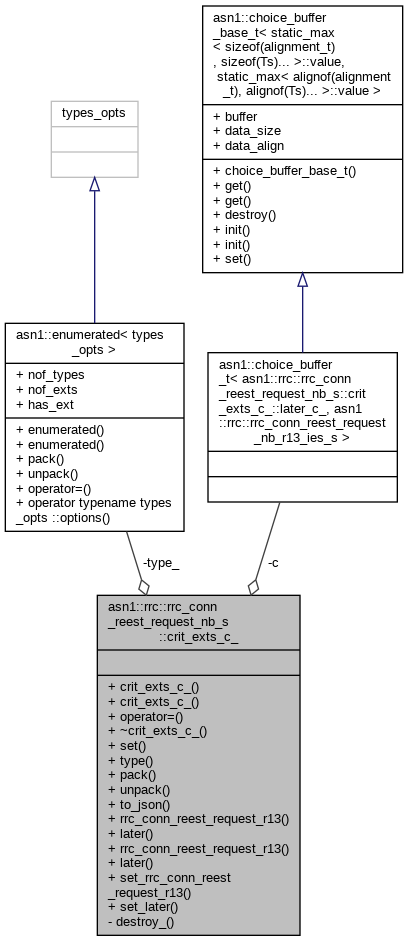 asn1::choice_buffer
_base_t< static_max
< sizeof(alignment_t)
, sizeof(Ts)... >::value,
static_max< alignof(alignment
_t), alignof(Ts)... >::value >
+ buffer
+ data_size
+ data_align
+ choice_buffer_base_t()
+ get()
+ get()
+ destroy()
+ init()
+ init()
+ set()
types_opts
asn1::enumerated< types
_opts >
+ nof_types
+ nof_exts
+ has_ext
+ enumerated()
+ enumerated()
+ pack()
+ unpack()
+ operator=()
+ operator typename types
_opts ::options()
asn1::choice_buffer
_t< asn1::rrc::rrc_conn
_reest_request_nb_s::crit
_exts_c_::later_c_, asn1
::rrc::rrc_conn_reest_request
_nb_r13_ies_s >
-type_
-c
asn1::rrc::rrc_conn
_reest_request_nb_s
::crit_exts_c_
+ crit_exts_c_()
+ crit_exts_c_()
+ operator=()
+ ~crit_exts_c_()
+ set()
+ type()
+ pack()
+ unpack()
+ to_json()
+ rrc_conn_reest_request_r13()
+ later()
+ rrc_conn_reest_request_r13()
+ later()
+ set_rrc_conn_reest
_request_r13()
+ set_later()
- destroy_()